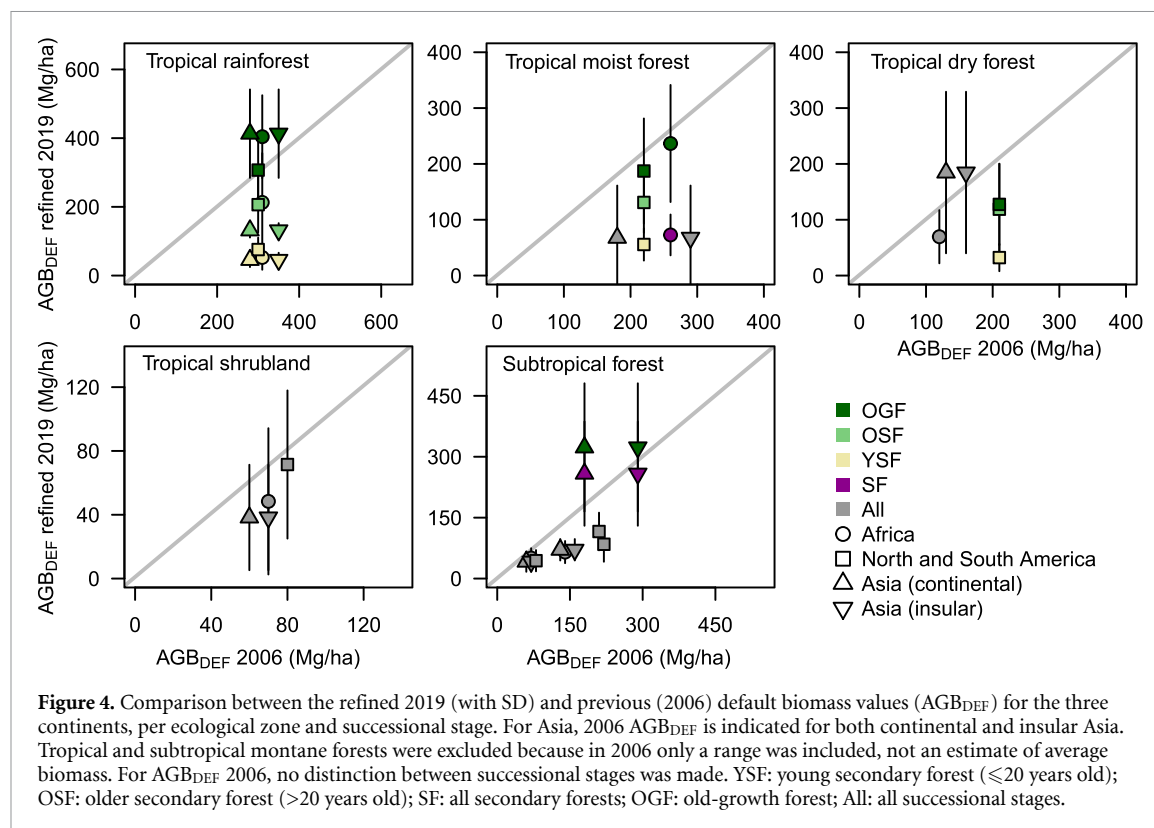 Tropical rainforest
AGBDEF refined 2019 (Mg/ha)
600
400
200
0
0 200 400 600
Tropical moist forest
400
300
200
100
0
0 100 200 300 400
Tropical dry forest
400
300
200
100
0
0 100 200 300 400
AGBDEF 2006 (Mg/ha)
Tropical shrubland
AGBDEF refined 2019 (Mg/ha)
120
80
40
0
0 40 80 120
AGBDEF 2006 (Mg/ha)
Subtropical forest
450
300
150
0
0 150 300 450
AGBDEF 2006 (Mg/ha)
OGF
OSF
YSF
SF
All
Africa
North and South America
Asia (continental)
Asia (insular)
Figure 4. Comparison between the refined 2019 (with SD) and previous (2006) default biomass values (AGBDEF) for the three
continents, per ecological zone and successional stage. For Asia, 2006 AGBDEF is indicated for both continental and insular Asia.
Tropical and subtropical montane forests were excluded because in 2006 only a range was included, not an estimate of average
biomass. For AGBDEF 2006, no distinction between successional stages was made. YSF: young secondary forest (⩽20 years old);
OSF: older secondary forest (>20 years old); SF: all secondary forests; OGF: old-growth forest; All: all successional stages.